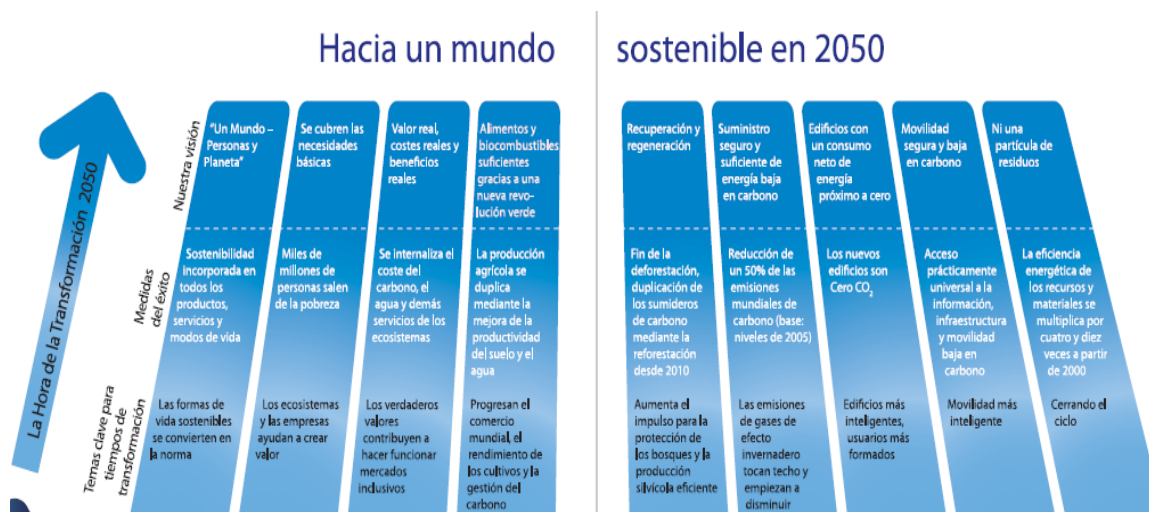 Hacia un mundo
sostenible en 2050
La Hora de la Transformación 2050
Nuestra visión
"Un Mundo –
Personas y
Planeta"
Se cubren las
necesidades
básicas
Valor real,
costes reales y
beneficios
reales
Alimentos y
biocombustibles
suficientes
gracias a una
nueva revo-
lución verde
Recuperación y
regeneración
Suministro
seguro y
suficiente de
energía baja
en carbono
Edificios con
un consumo
neto de
energía
próximo a cero
Movilidad
segura y baja
en carbono
Ni una
partícula de
residuos
Medidas
del éxito
Sostenibilidad
incorporada en
todos los
productos,
servicios y
modos de vida
Miles de
millones de
personas salen
de la pobreza
Se internaliza el
coste del
carbono, el
agua y demás
servicios de los
ecosistemas
La producción
agrícola se
duplica
mediante la
mejora de la
productividad
del suelo y el
agua
Fin de la
deforestación,
duplicación de
los sumideros
de carbono
mediante la
reforestación
desde 2010
Reducción de
un 50% de las
emisiones
mundiales de
carbono (base:
niveles de 2005)
Los nuevos
edificios son
Cero CO₂
Acceso
prácticamente
universal a la
información,
infraestructura
y movilidad
baja en
carbono
La eficiencia
energética de
los recursos y
materiales se
multiplica por
cuatro y diez
veces a partir
de 2000
Temas clave para
tiempos de
transformación
Las formas de
vida sostenibles
se convierten en
la norma
Los ecosistemas
y las empresas
ayudan a crear
valor
Los verdaderos
valores
contribuyen a
hacer funcionar
mercados
inclusivos
Progresan el
comercio
mundial, el
rendimiento de
los cultivos y la
gestión del
carbono
Aumenta el
impulso para la
protección de
los bosques y la
producción
silvícola eficiente
Las emisiones
de gases de
efecto
invernadero
tocan techo y
empiezan a
disminuir
Edificios más
inteligentes,
usuarios más
formados
Movilidad más
inteligente
Cerrando el
ciclo